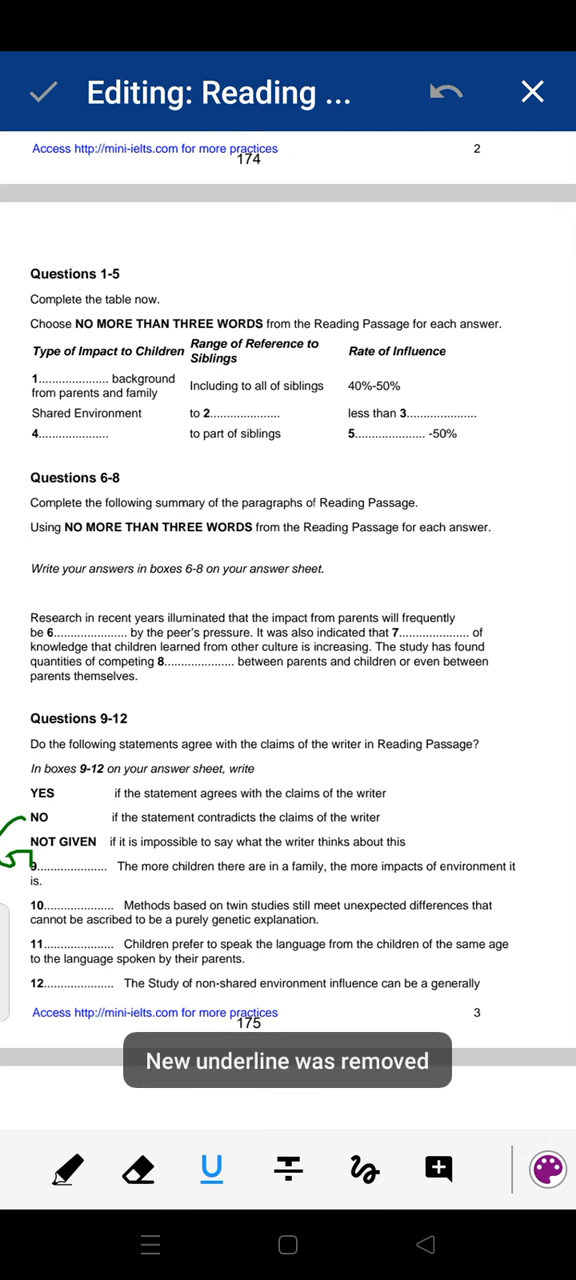 Editing: Reading ...
Access http://mini-ielts.com for more practices
174
2
Questions 1-5
Complete the table now.
Choose NO MORE THAN THREE WORDS from the Reading Passage for each answer.
Type of Impact to Children Range of Reference to Siblings Rate of Influence
1.................... background from parents and family Including to all of siblings 40%-50%
Shared Environment to 2.................... less than 3....................
4.................... to part of siblings 5.................... -50%
Questions 6-8
Complete the following summary of the paragraphs of Reading Passage.
Using NO MORE THAN THREE WORDS from the Reading Passage for each answer.
Write your answers in boxes 6-8 on your answer sheet.
Research in recent years illuminated that the impact from parents will frequently
be 6..................... by the peer's pressure. It was also indicated that 7.................... of
knowledge that children learned from other culture is increasing. The study has found
quantities of competing 8.................... between parents and children or even between
parents themselves.
Questions 9-12
Do the following statements agree with the claims of the writer in Reading Passage?
In boxes 9-12 on your answer sheet, write
YES if the statement agrees with the claims of the writer
NO if the statement contradicts the claims of the writer
NOT GIVEN if it is impossible to say what the writer thinks about this
9.................... The more children there are in a family, the more impacts of environment it
is.
10.................... Methods based on twin studies still meet unexpected differences that
cannot be ascribed to be a purely genetic explanation.
11.................... Children prefer to speak the language from the children of the same age
to the language spoken by their parents.
12.................... The Study of non-shared environment influence can be a generally
Access http://mini-ielts.com for more practices
175
3
New underline was removed